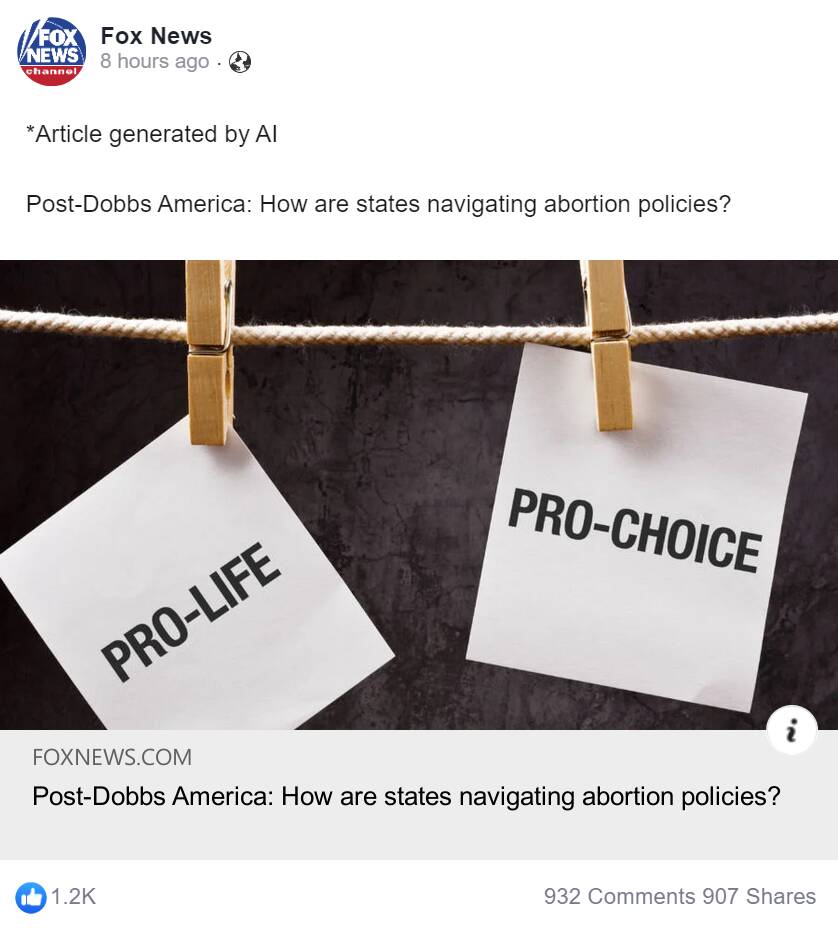 FOX
NEWS
channel
Fox News
8 hours ago ·
*Article generated by AI
Post-Dobbs America: How are states navigating abortion policies?
PRO-LIFE
PRO-CHOICE
i
FOXNEWS.COM
Post-Dobbs America: How are states navigating abortion policies?
1.2K
932 Comments 907 Shares